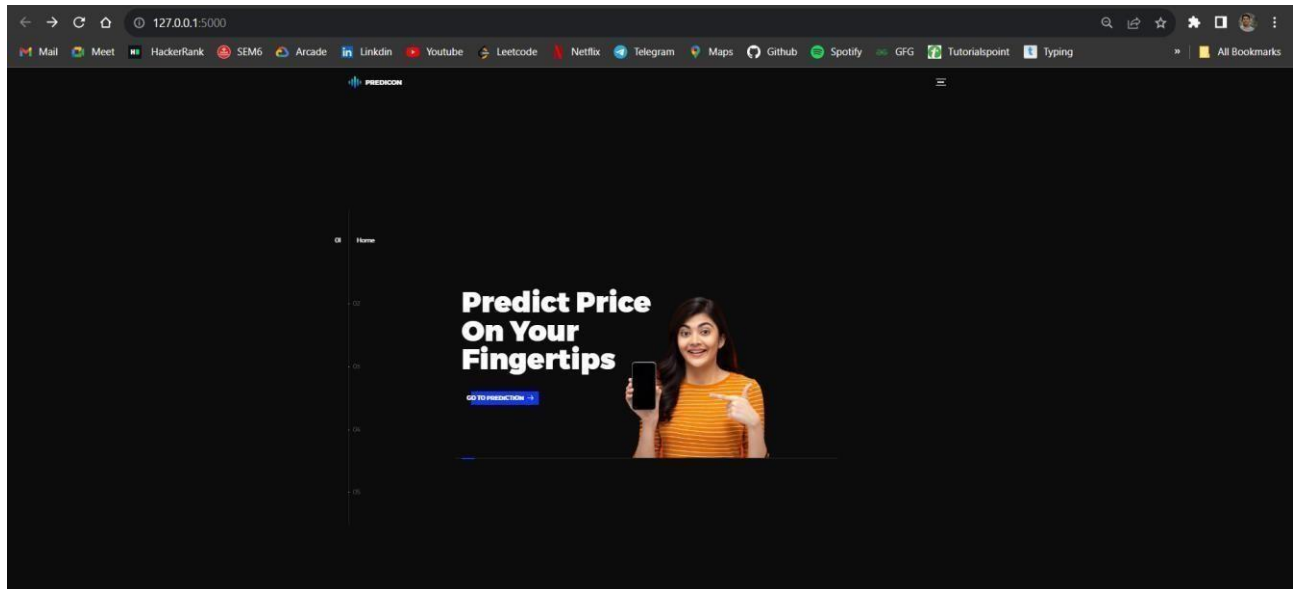 127.0.0.1:5000
Mail Meet HackerRank SEM6 Arcade Linkdin Youtube Leetcode Netflix Telegram Maps Github Spotify GFG Tutorialspoint Typing » All Bookmarks
PREDICON
01 Home
02
Predict Price
On Your
Fingertips
03
GO TO PREDICTION →
04
05